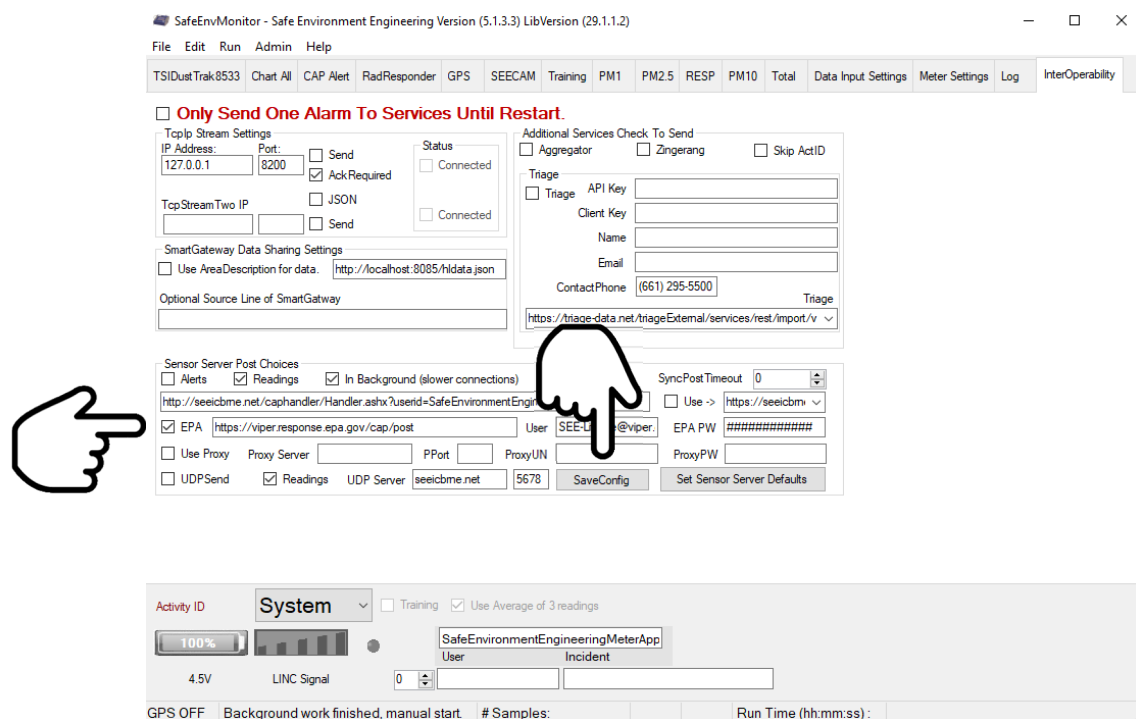 SafeEnvMonitor - Safe Environment Engineering Version (5.1.3.3) LibVersion (29.1.1.2)
File Edit Run Admin Help
TSIDustTrak8533 Chart All CAP Alert RadResponder GPS SEECAM Training PM1 PM2.5 RESP PM10 Total Data Input Settings Meter Settings Log InterOperability
Only Send One Alarm To Services Until Restart.
TcpIp Stream Settings
IP Address: Port:
127.0.0.1 8200
Send
AckRequired
JSON
Send
TcpStreamTwo IP
Status
Connected
Connected
SmartGateway Data Sharing Settings
Use AreaDescription for data. http://localhost:8085/hldata.json
Optional Source Line of SmartGatway
Additional Services Check To Send
Aggregator Zingerang Skip ActID
Triage
Triage API Key
Client Key
Name
Email
ContactPhone (661) 295-5500
Triage
https://triage-data.net/triageExternal/services/rest/import/v
Sensor Server Post Choices
Alerts Readings In Background (slower connections) SyncPostTimeout 0
http://seeicbme.net/caphandler/Handler.ashx?userid=SafeEnvironmentEngin Use -> https://seeicbm
EPA https://viper.response.epa.gov/cap/post User @viper. EPA PW ############
Use Proxy Proxy Server PPort ProxyUN ProxyPW
UDPSend Readings UDP Server seeicbme.net 5678 SaveConfig Set Sensor Server Defaults
Activity ID System Training Use Average of 3 readings
100%
SafeEnvironmentEngineeringMeterApp
User Incident
4.5V LINC Signal 0
GPS OFF Background work finished, manual start. # Samples: Run Time (hh:mm:ss) :